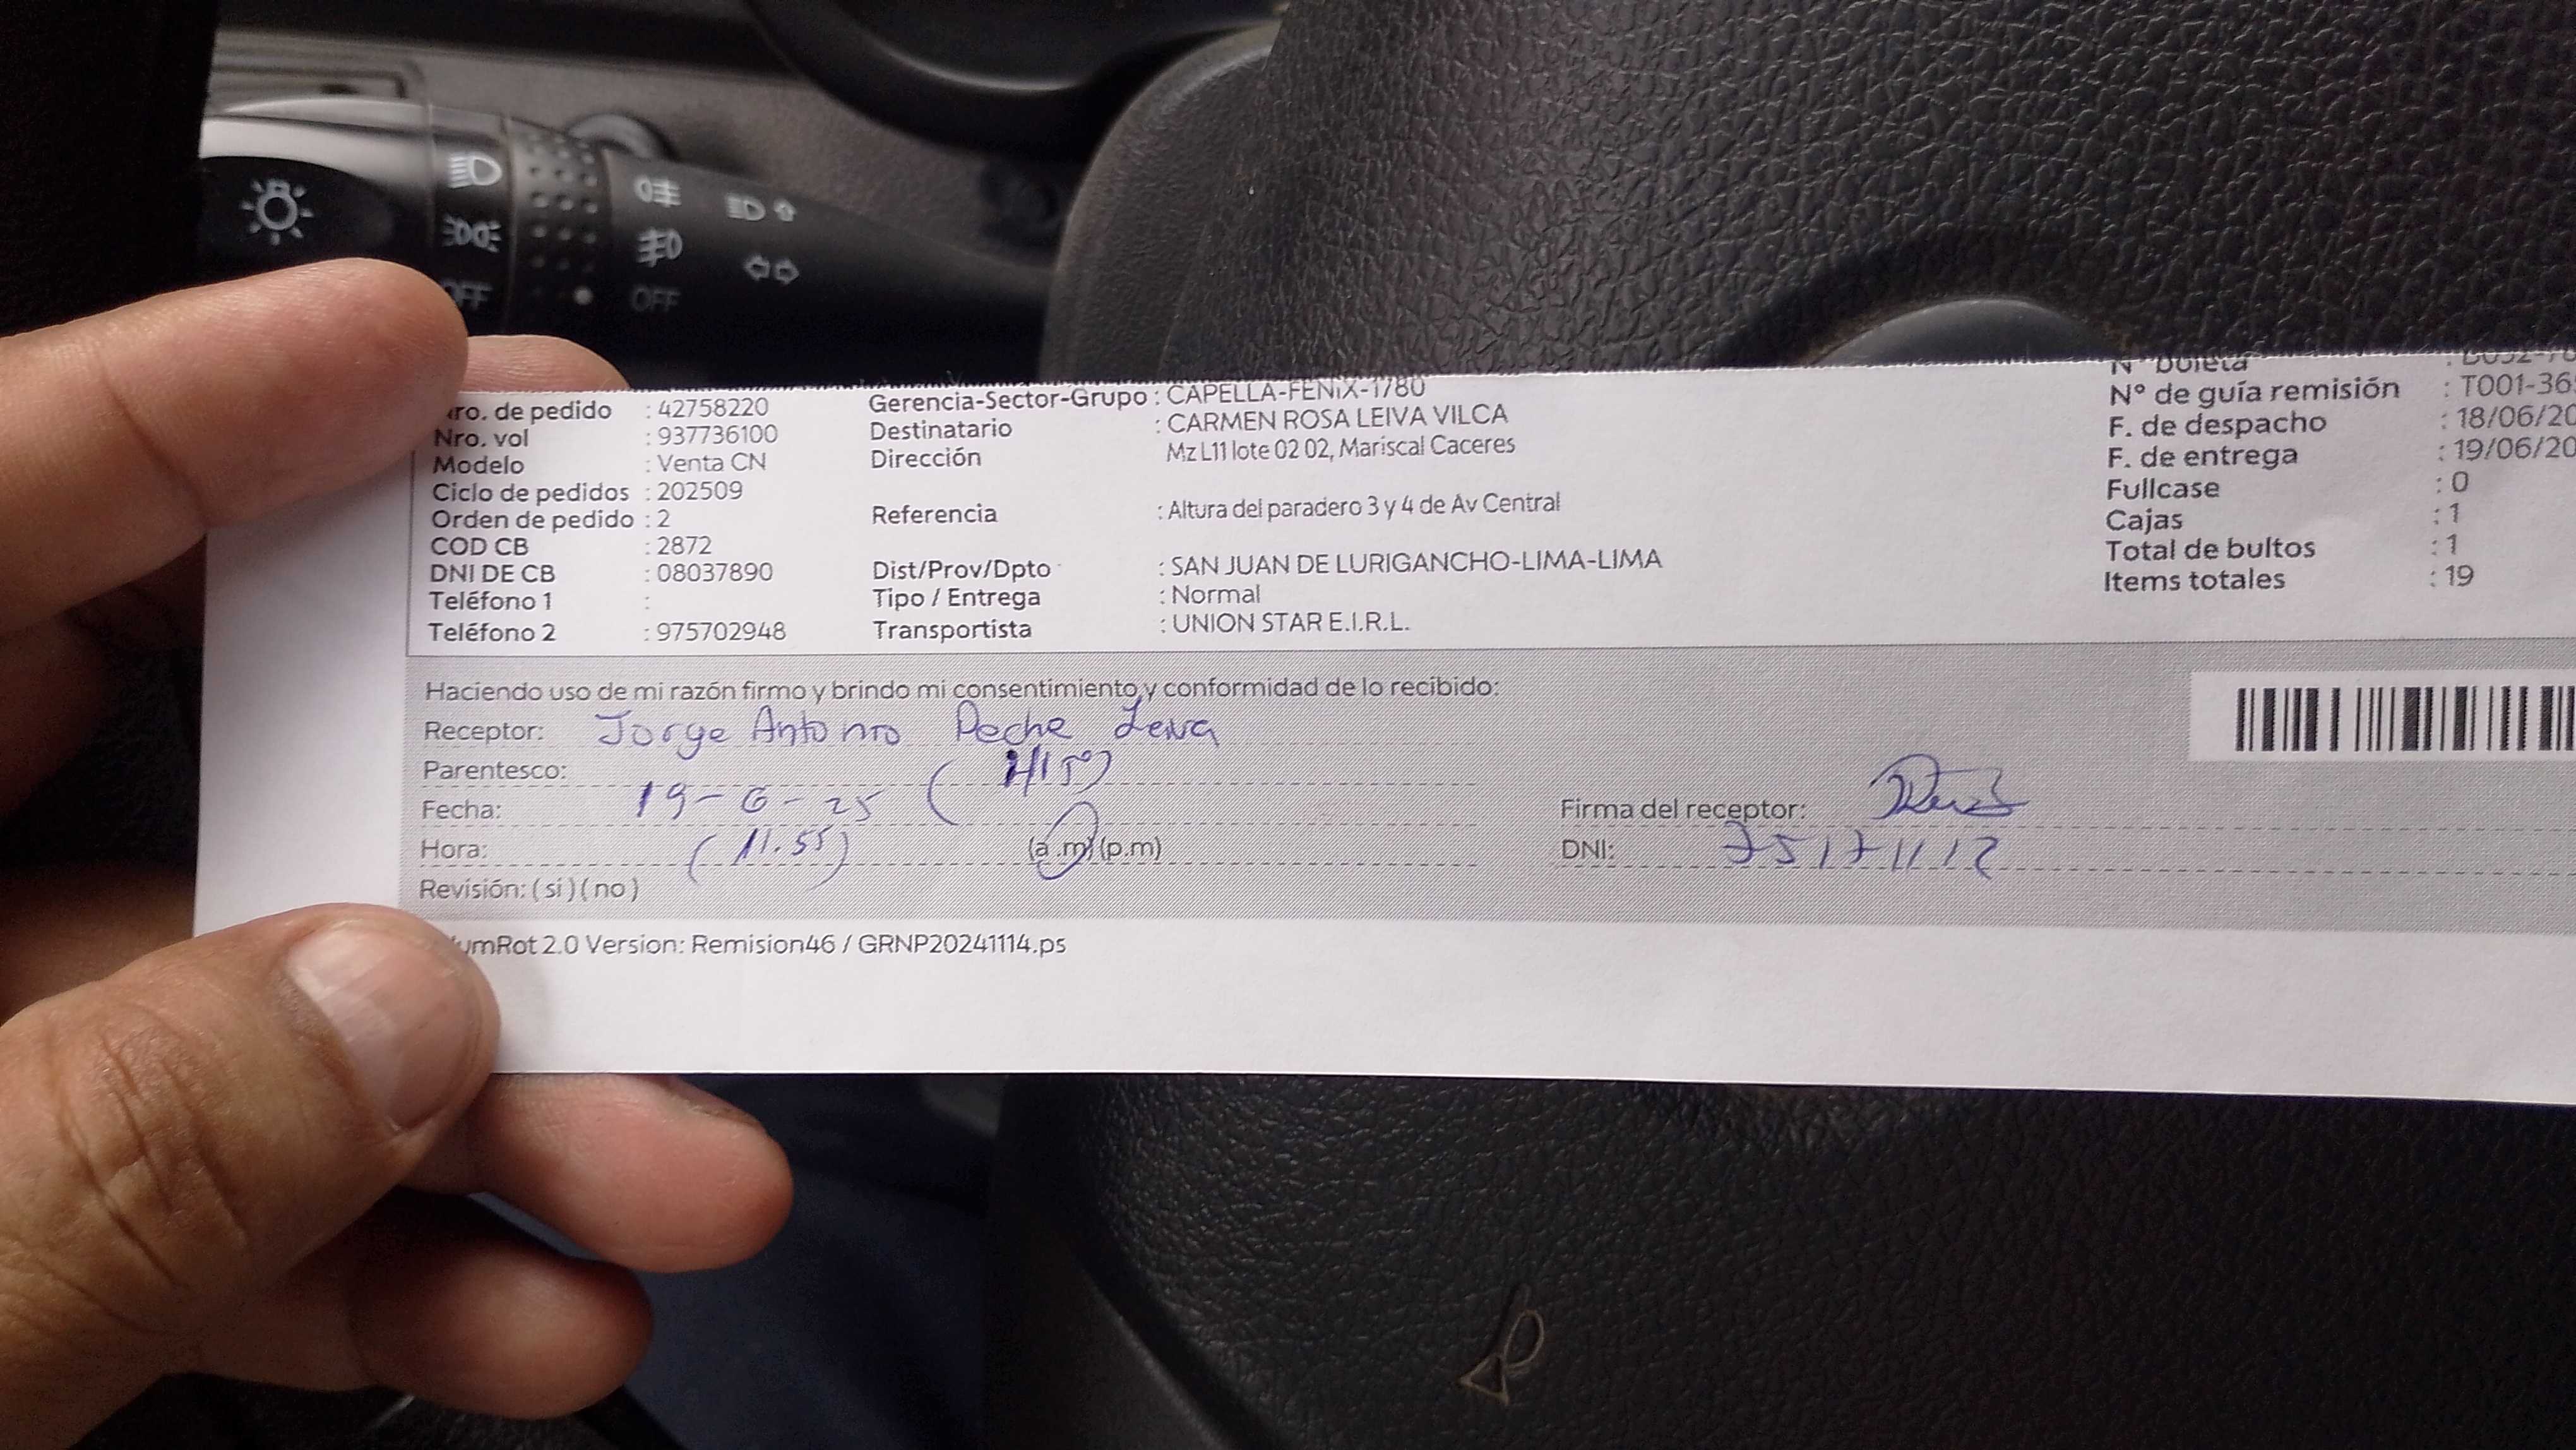 Nro. de pedido : 42758220
Nro. vol : 937736100
Modelo : Venta CN
Ciclo de pedidos : 202509
Orden de pedido : 2
COD CB : 2872
DNI DE CB : 08037890
Teléfono 1 :
Teléfono 2 : 975702948
Gerencia-Sector-Grupo : CAPELLA-FENIX-1780
Destinatario : CARMEN ROSA LEIVA VILCA
Dirección Mz L11 lote 02 02, Mariscal Caceres
Referencia : Altura del paradero 3 y 4 de Av Central
Dist/Prov/Dpto : SAN JUAN DE LURIGANCHO-LIMA-LIMA
Tipo / Entrega : Normal
Transportista : UNION STAR E.I.R.L.
N° boleta
N° de guía remisión : T001-36
F. de despacho : 18/06/20
F. de entrega : 19/06/20
Fullcase : 0
Cajas : 1
Total de bultos : 1
Items totales : 19
Haciendo uso de mi razón firmo y brindo mi consentimiento y conformidad de lo recibido:
Receptor: Jorge Antonio Peche Leiva
Parentesco:
Fecha: 19-6-25
Hora: (11.55) (a.m)(p.m)
Revisión: (si)(no)
Firma del receptor:
DNI: 75171112
umRot 2.0 Version: Remision46 / GRNP20241114.ps
OFF
OFF